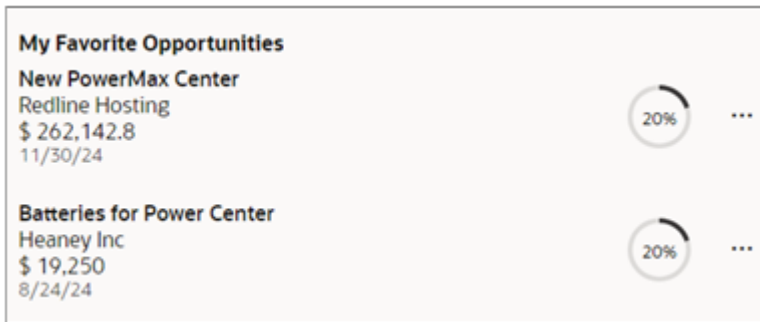 My Favorite Opportunities
New PowerMax Center
Redline Hosting
$ 262,142.8
11/30/24
20%
...
Batteries for Power Center
Heaney Inc
$ 19,250
8/24/24
20%
...